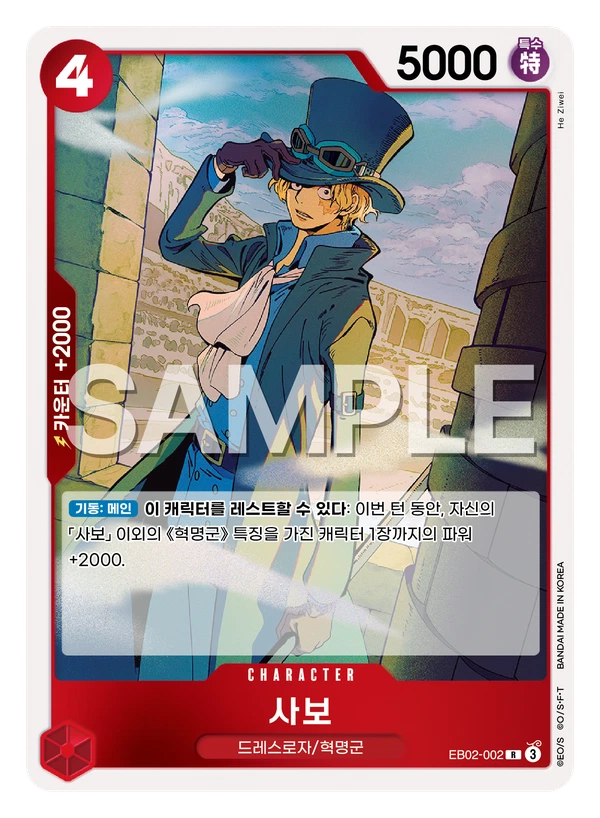 4
5000
특수
特
He Ziwei
카운터 +2000
SAMPLE
기동: 메인 이 캐릭터를 레스트할 수 있다: 이번 턴 동안, 자신의
「사보」 이외의 《혁명군》 특징을 가진 캐릭터 1장까지의 파워
+2000.
CHARACTER
사보
드레스로자/혁명군
EB02-002 R 3
©EO/S ©O/S·F·T BANDAI MADE IN KOREA